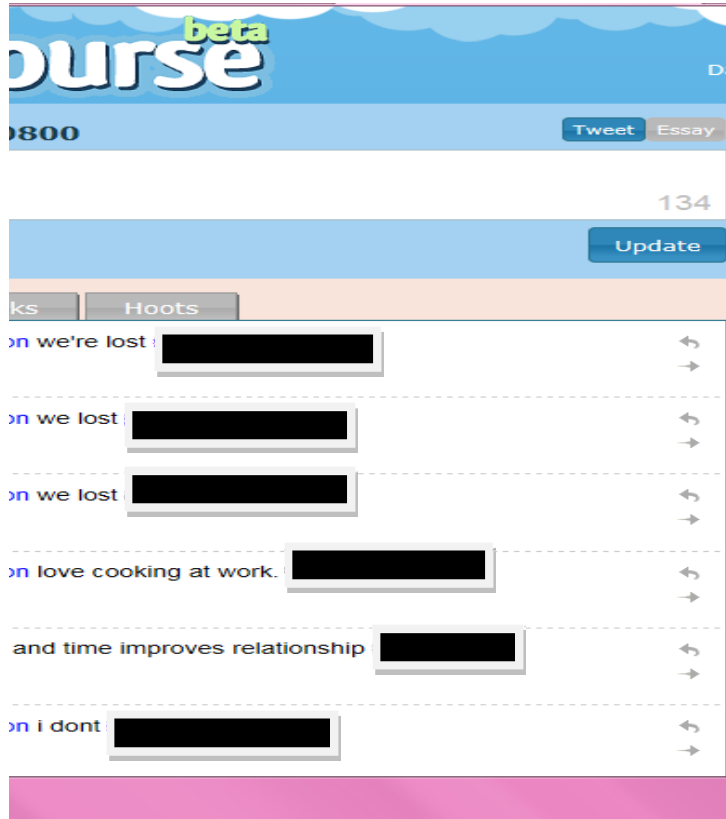 beta
ourse
D
0800
Tweet Essay
134
Update
ks Hoots
on we're lost
on we lost
on we lost
on love cooking at work.
and time improves relationship
on i dont